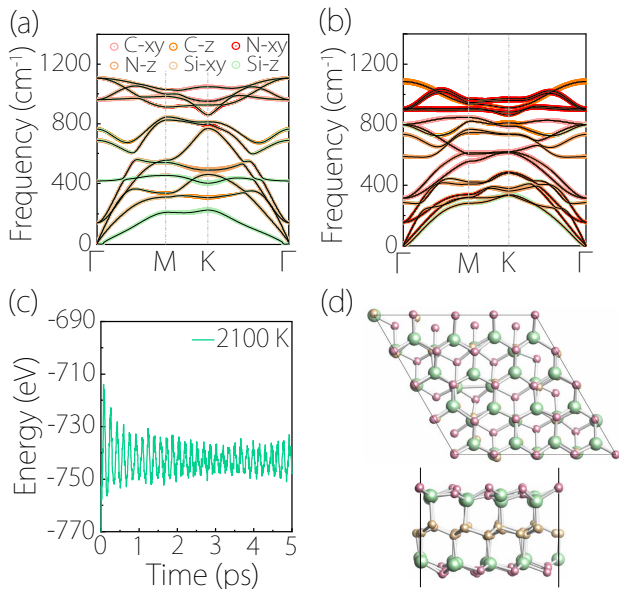 (a)
C-xy C-z N-xy
N-z Si-xy Si-z
Frequency (cm⁻¹)
1200
800
400
0
Γ M K Γ
(b)
Frequency (cm⁻¹)
1200
800
400
0
Γ M K Γ
(c)
2100 K
Energy (eV)
-690
-710
-730
-750
-770
0 1 2 3 4 5
Time (ps)
(d)